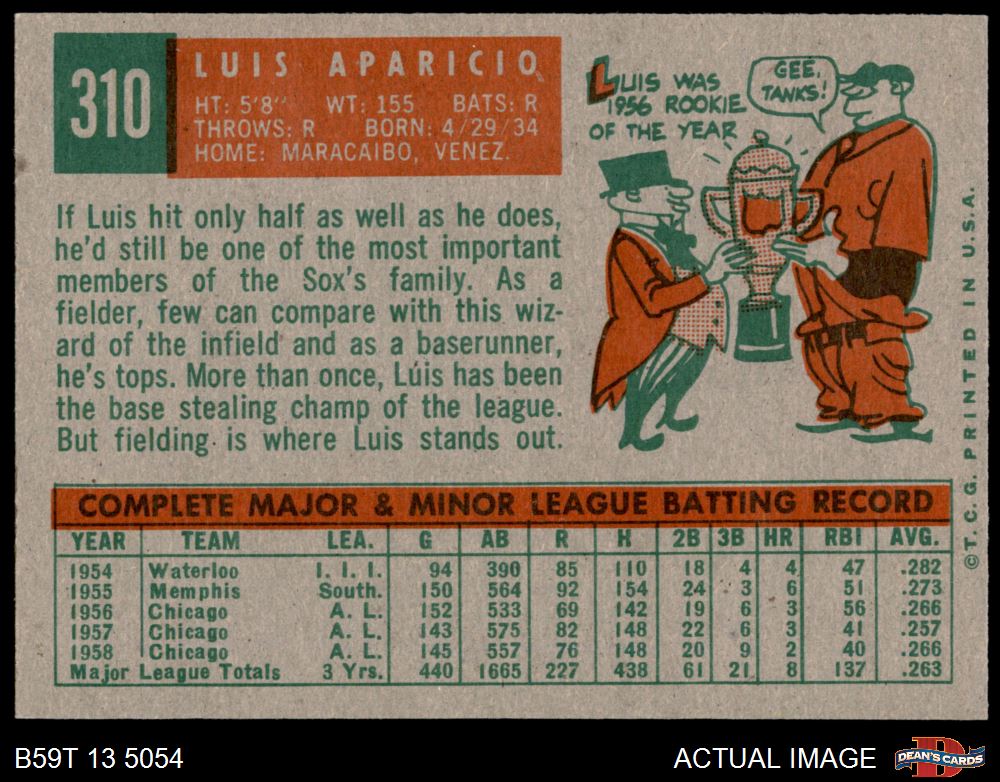 310
LUIS APARICIO
HT: 5'8" WT: 155 BATS: R
THROWS: R BORN: 4/29/34
HOME: MARACAIBO, VENEZ.
LUIS WAS
1956 ROOKIE
OF THE YEAR
GEE,
TANKS!
If Luis hit only half as well as he does,
he'd still be one of the most important
members of the Sox's family. As a
fielder, few can compare with this wiz-
ard of the infield and as a baserunner,
he's tops. More than once, Luis has been
the base stealing champ of the league.
But fielding is where Luis stands out.
COMPLETE MAJOR & MINOR LEAGUE BATTING RECORD
YEAR TEAM LEA. G AB R H 2B 3B HR RBI AVG.
1954 Waterloo I. I. I. 94 390 85 110 18 4 4 47 .282
1955 Memphis South. 150 564 92 154 24 3 6 51 .273
1956 Chicago A. L. 152 533 69 142 19 6 3 56 .266
1957 Chicago A. L. 143 575 82 148 22 6 3 41 .257
1958 Chicago A. L. 145 557 76 148 20 9 2 40 .266
Major League Totals 3 Yrs. 440 1665 227 438 61 21 8 137 .263
©T.C.G. PRINTED IN U.S.A.
B59T 13 5054
ACTUAL IMAGE
D
DEAN'S CARDS